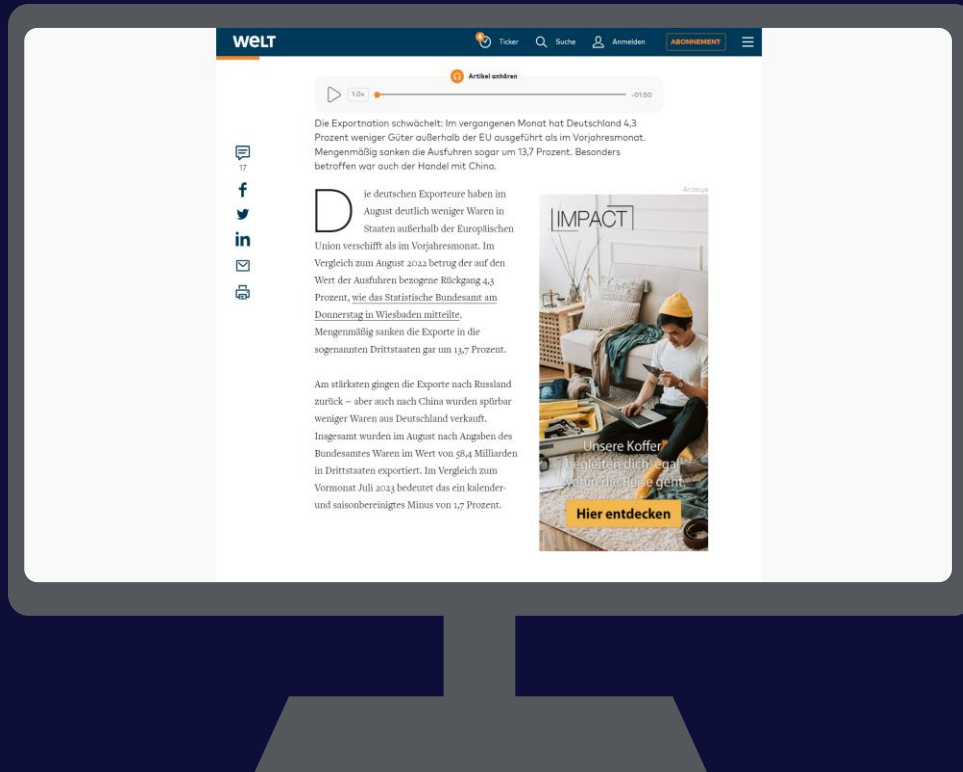 WELT
6
Ticker
Suche
Anmelden
ABONNEMENT
Artikel anhören
1.0x
-01:50
Die Exportnation schwächelt: Im vergangenen Monat hat Deutschland 4,3
Prozent weniger Güter außerhalb der EU ausgeführt als im Vorjahresmonat.
Mengenmäßig sanken die Ausfuhren sogar um 13,7 Prozent. Besonders
betroffen war auch der Handel mit China.
17
Die deutschen Exporteure haben im
August deutlich weniger Waren in
Staaten außerhalb der Europäischen
Union verschifft als im Vorjahresmonat. Im
Vergleich zum August 2022 betrug der auf den
Wert der Ausfuhren bezogene Rückgang 4,3
Prozent, wie das Statistische Bundesamt am
Donnerstag in Wiesbaden mitteilte.
Mengenmäßig sanken die Exporte in die
sogenannten Drittstaaten gar um 13,7 Prozent.
Am stärksten gingen die Exporte nach Russland
zurück – aber auch nach China wurden spürbar
weniger Waren aus Deutschland verkauft.
Insgesamt wurden im August nach Angaben des
Bundesamtes Waren im Wert von 58,4 Milliarden
in Drittstaaten exportiert. Im Vergleich zum
Vormonat Juli 2023 bedeutet das ein kalender-
und saisonbereinigtes Minus von 1,7 Prozent.
Anzeige
IMPACT
Unsere Koffer
begleiten dich, egal
wohin die Reise geht.
Hier entdecken